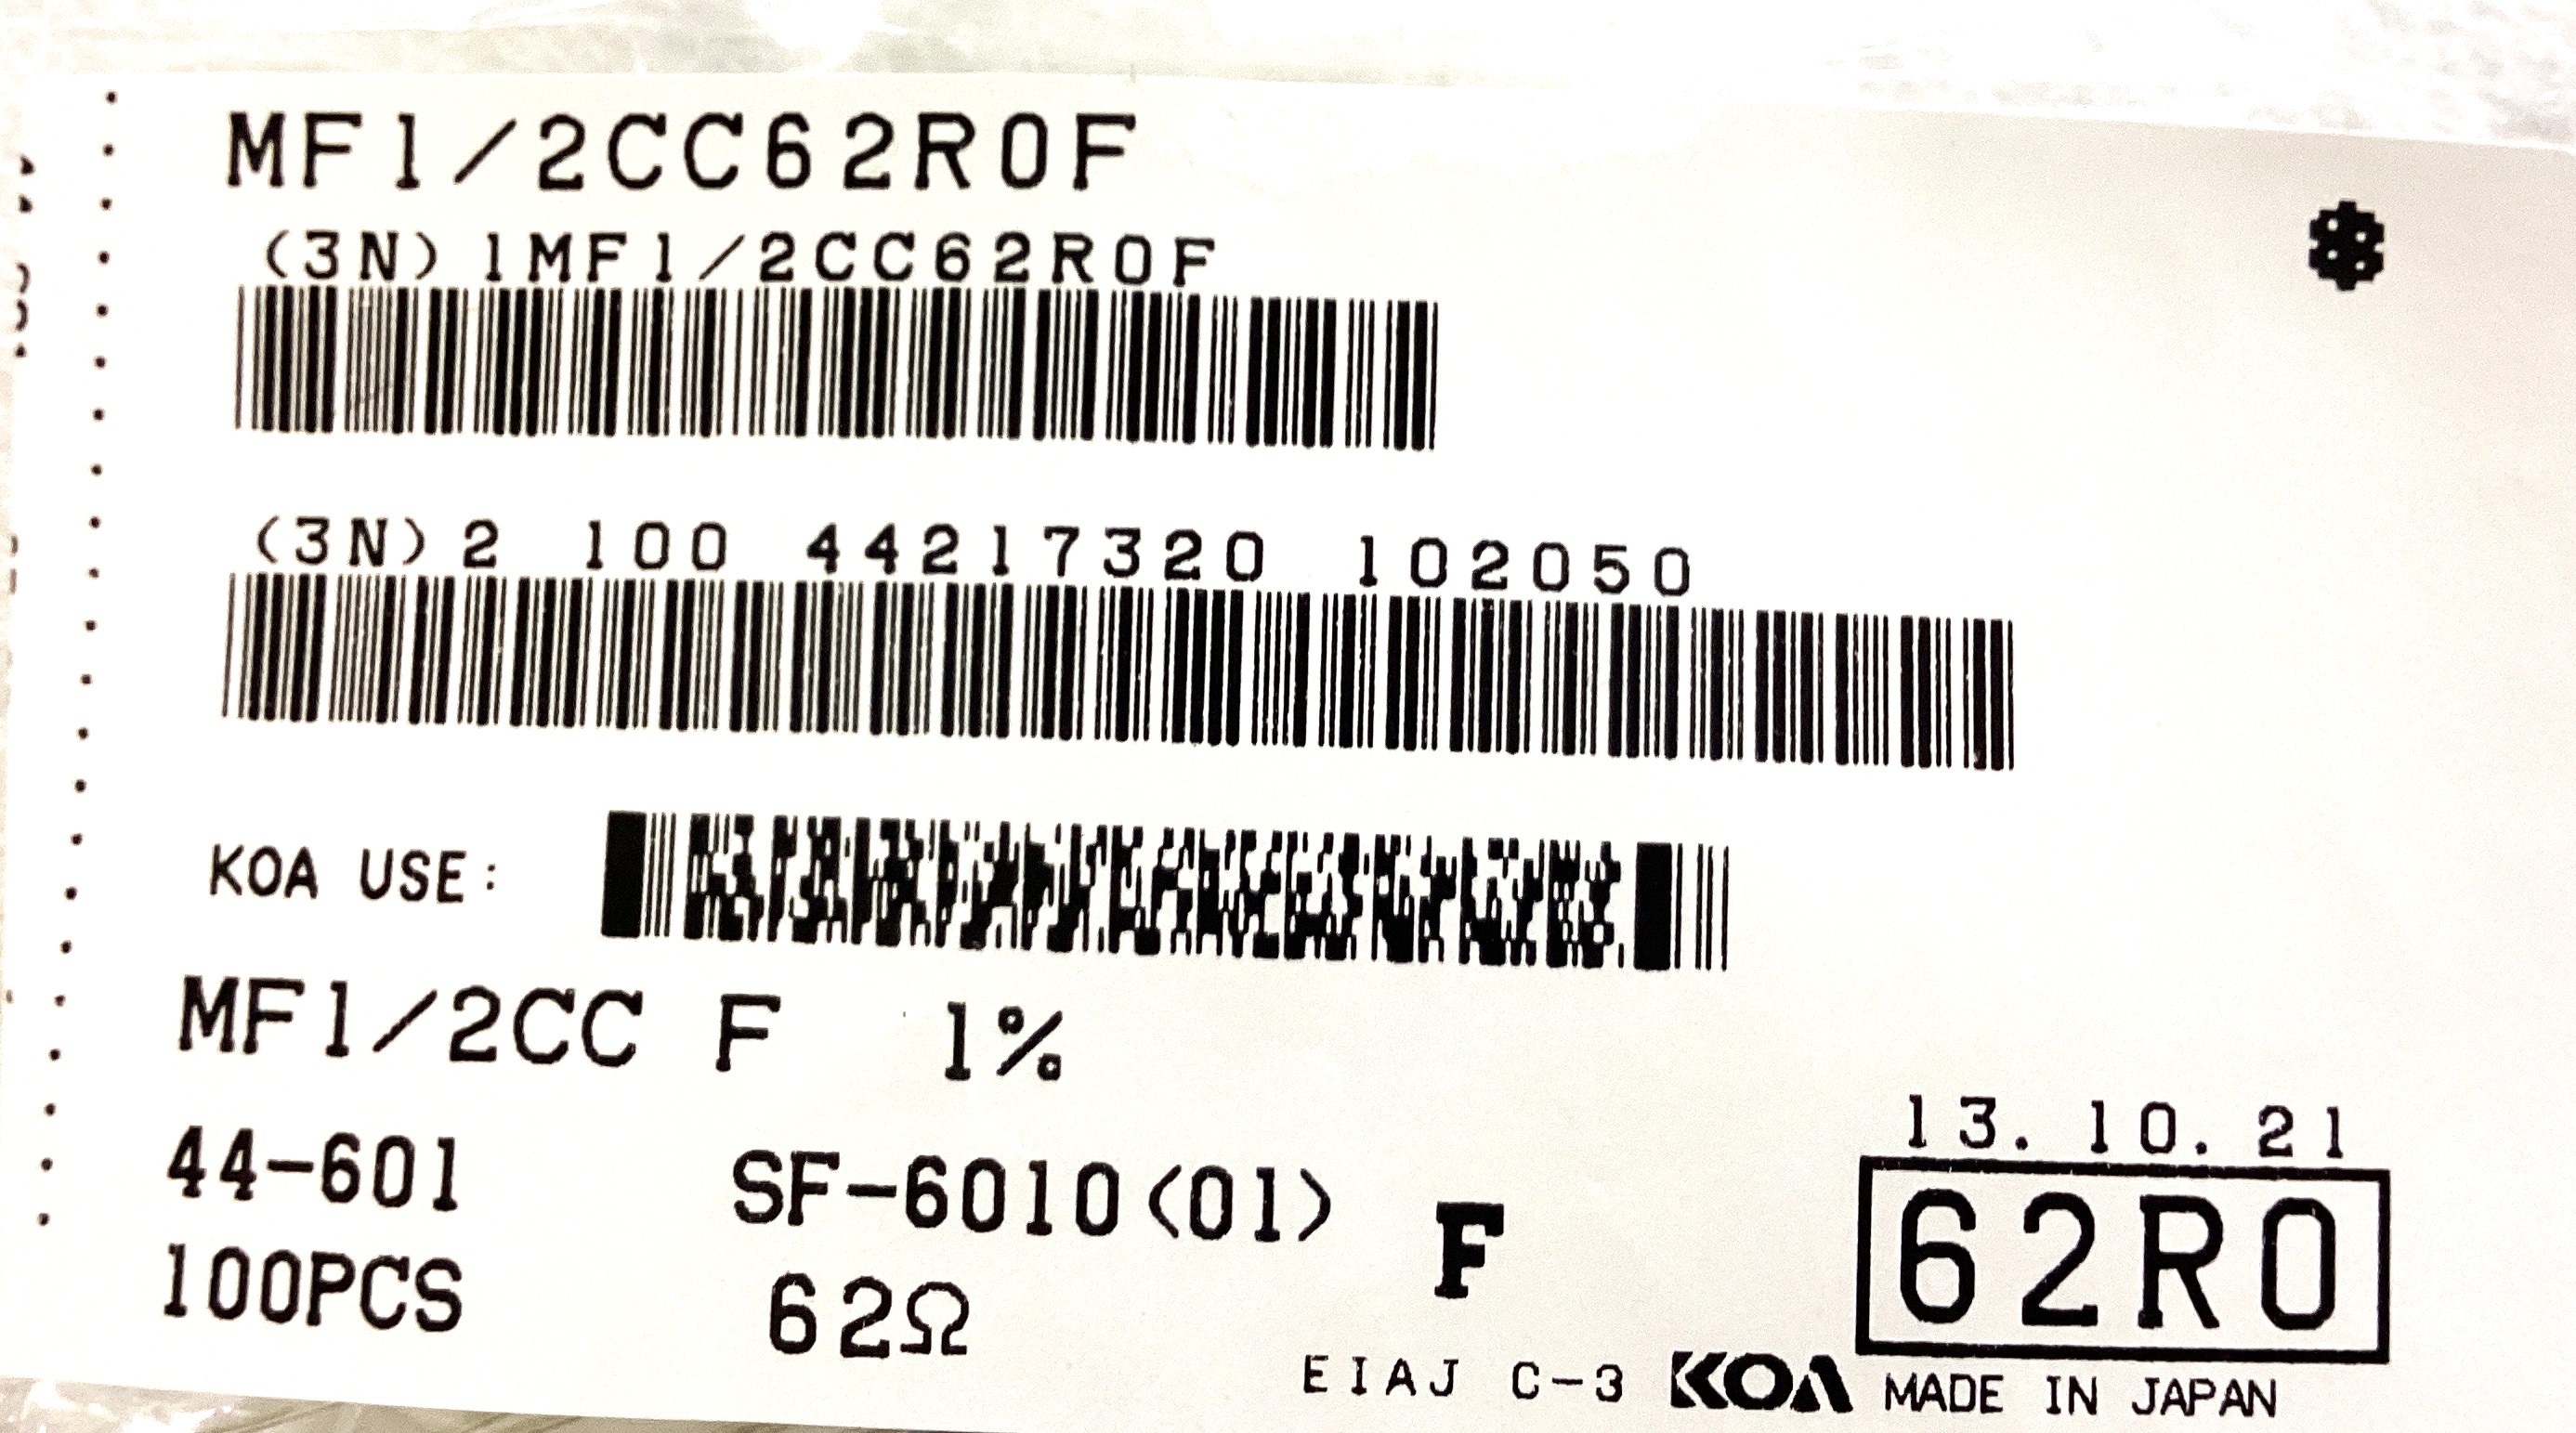 MF1/2CC62R0F
(3N)1MF1/2CC62R0F
(3N)2 100 44217320 102050
KOA USE:
MF1/2CC F 1%
44-601 SF-6010<01> F
13. 10. 21
62R0
100PCS 62Ω
EIAJ C-3 KOA MADE IN JAPAN